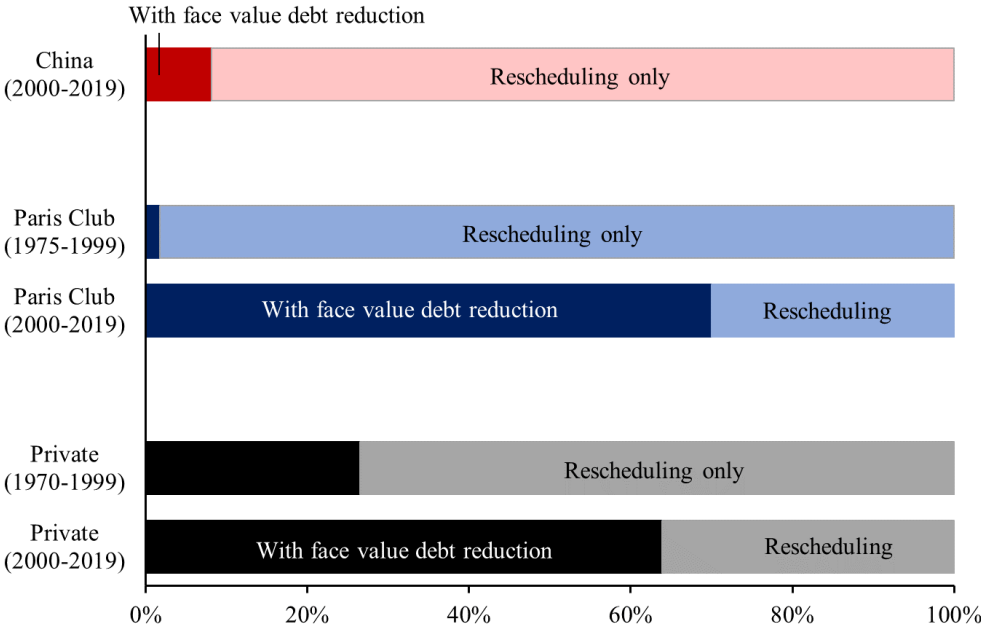 With face value debt reduction
China
(2000-2019)
Rescheduling only
Paris Club
(1975-1999)
Rescheduling only
Paris Club
(2000-2019)
With face value debt reduction
Rescheduling
Private
(1970-1999)
Rescheduling only
Private
(2000-2019)
With face value debt reduction
Rescheduling
0%
20%
40%
60%
80%
100%